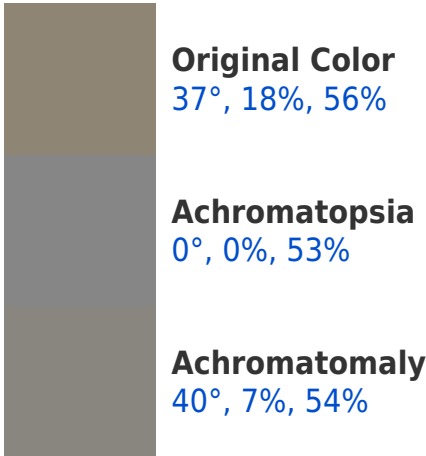 Original Color
37°, 18%, 56%
Achromatopsia
0°, 0%, 53%
Achromatomaly
40°, 7%, 54%